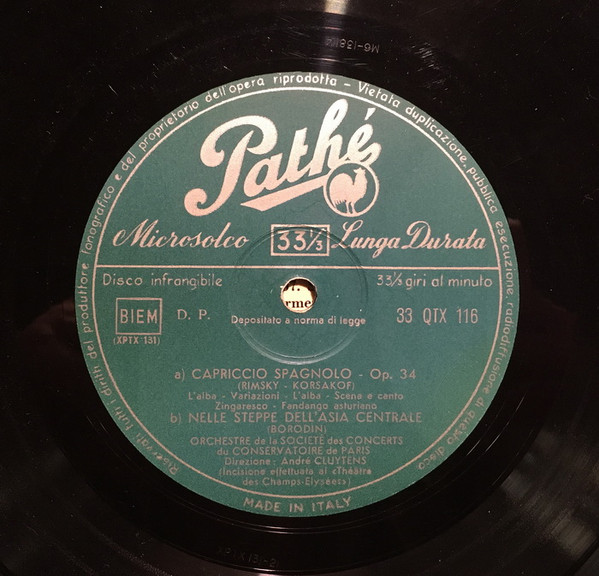 Riservati tutti i diritti del produttore fonografico e del proprietario dell'opera riprodotta - Vietata duplicazione, pubblica esecuzione, radiodiffusione di questo disco
Pathé
Microsolco 33⅓ Lunga Durata
Disco infrangibile 33⅓ giri al minuto
BIEM D. P. Depositato a norma di legge 33 QTX 116
(XPTX 131)
a) CAPRICCIO SPAGNOLO - Op. 34
(RIMSKY - KORSAKOF)
L'alba - Variazioni - L'alba - Scena e canto
Zingaresco - Fandango asturiano
b) NELLE STEPPE DELL'ASIA CENTRALE
(BORODIN)
ORCHESTRE de la SOCIÉTÉ des CONCERTS
du CONSERVATOIRE de PARIS
Direzione: André CLUYTENS
(Incisione effettuata al «Théâtre
des Champs-Elysées»)
MADE IN ITALY